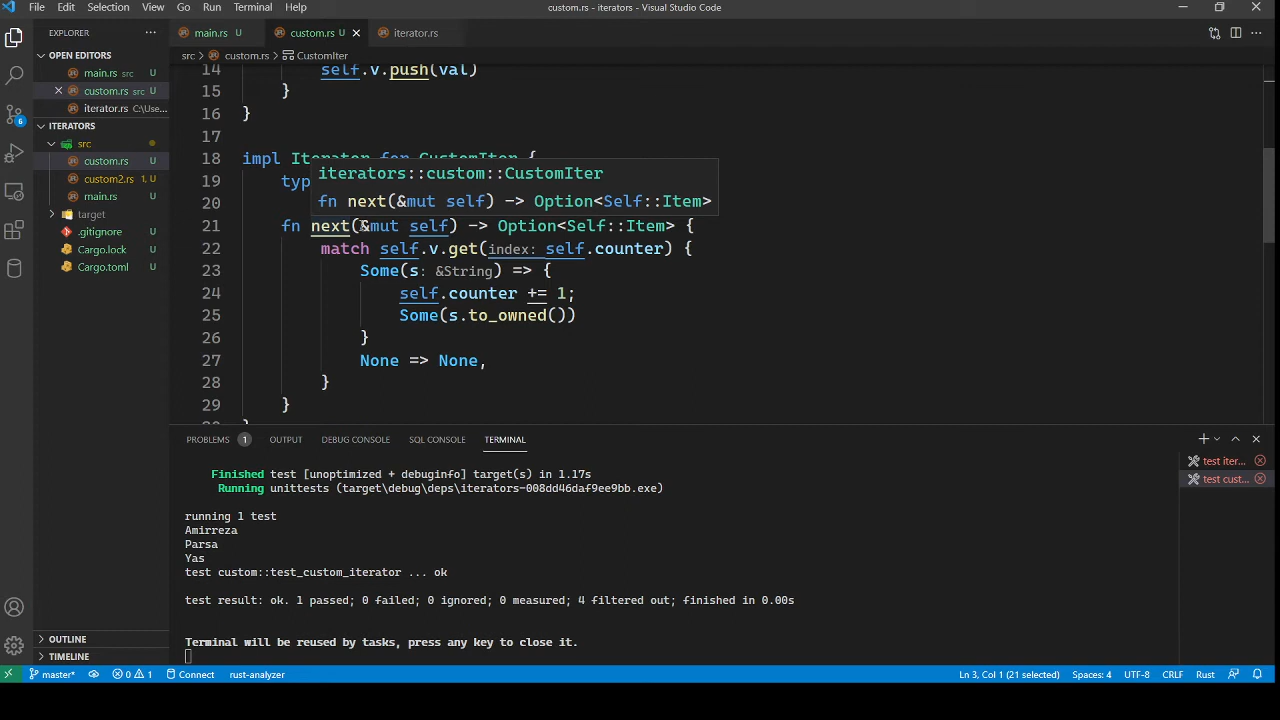 File Edit Selection View Go Run Terminal Help
custom.rs - iterators - Visual Studio Code
EXPLORER
OPEN EDITORS
main.rs src U
custom.rs src U
iterator.rs C:\Use...
ITERATORS
src
custom.rs U
custom2.rs 1, U
main.rs U
target
.gitignore U
Cargo.lock U
Cargo.toml U
OUTLINE
TIMELINE
6
main.rs U
custom.rs U
iterator.rs
src > custom.rs > CustomIter
14 self.v.push(val)
15 }
16 }
17
18 impl Iterator for CustomIter {
iterators::custom::CustomIter
19 typ
fn next(&mut self) -> Option<Self::Item>
20
21 fn next(&mut self) -> Option<Self::Item> {
22 match self.v.get(index: self.counter) {
23 Some(s: &String) => {
24 self.counter += 1;
25 Some(s.to_owned())
26 }
27 None => None,
28 }
29 }
PROBLEMS 1 OUTPUT DEBUG CONSOLE SQL CONSOLE TERMINAL
Finished test [unoptimized + debuginfo] target(s) in 1.17s
Running unittests (target\debug\deps\iterators-008dd46daf9ee9bb.exe)
running 1 test
Amirreza
Parsa
Yas
test custom::test_custom_iterator ... ok
test result: ok. 1 passed; 0 failed; 0 ignored; 0 measured; 4 filtered out; finished in 0.00s
Terminal will be reused by tasks, press any key to close it.
test iter...
test cust...
master* 0 1 Connect rust-analyzer
Ln 3, Col 1 (21 selected) Spaces: 4 UTF-8 CRLF Rust